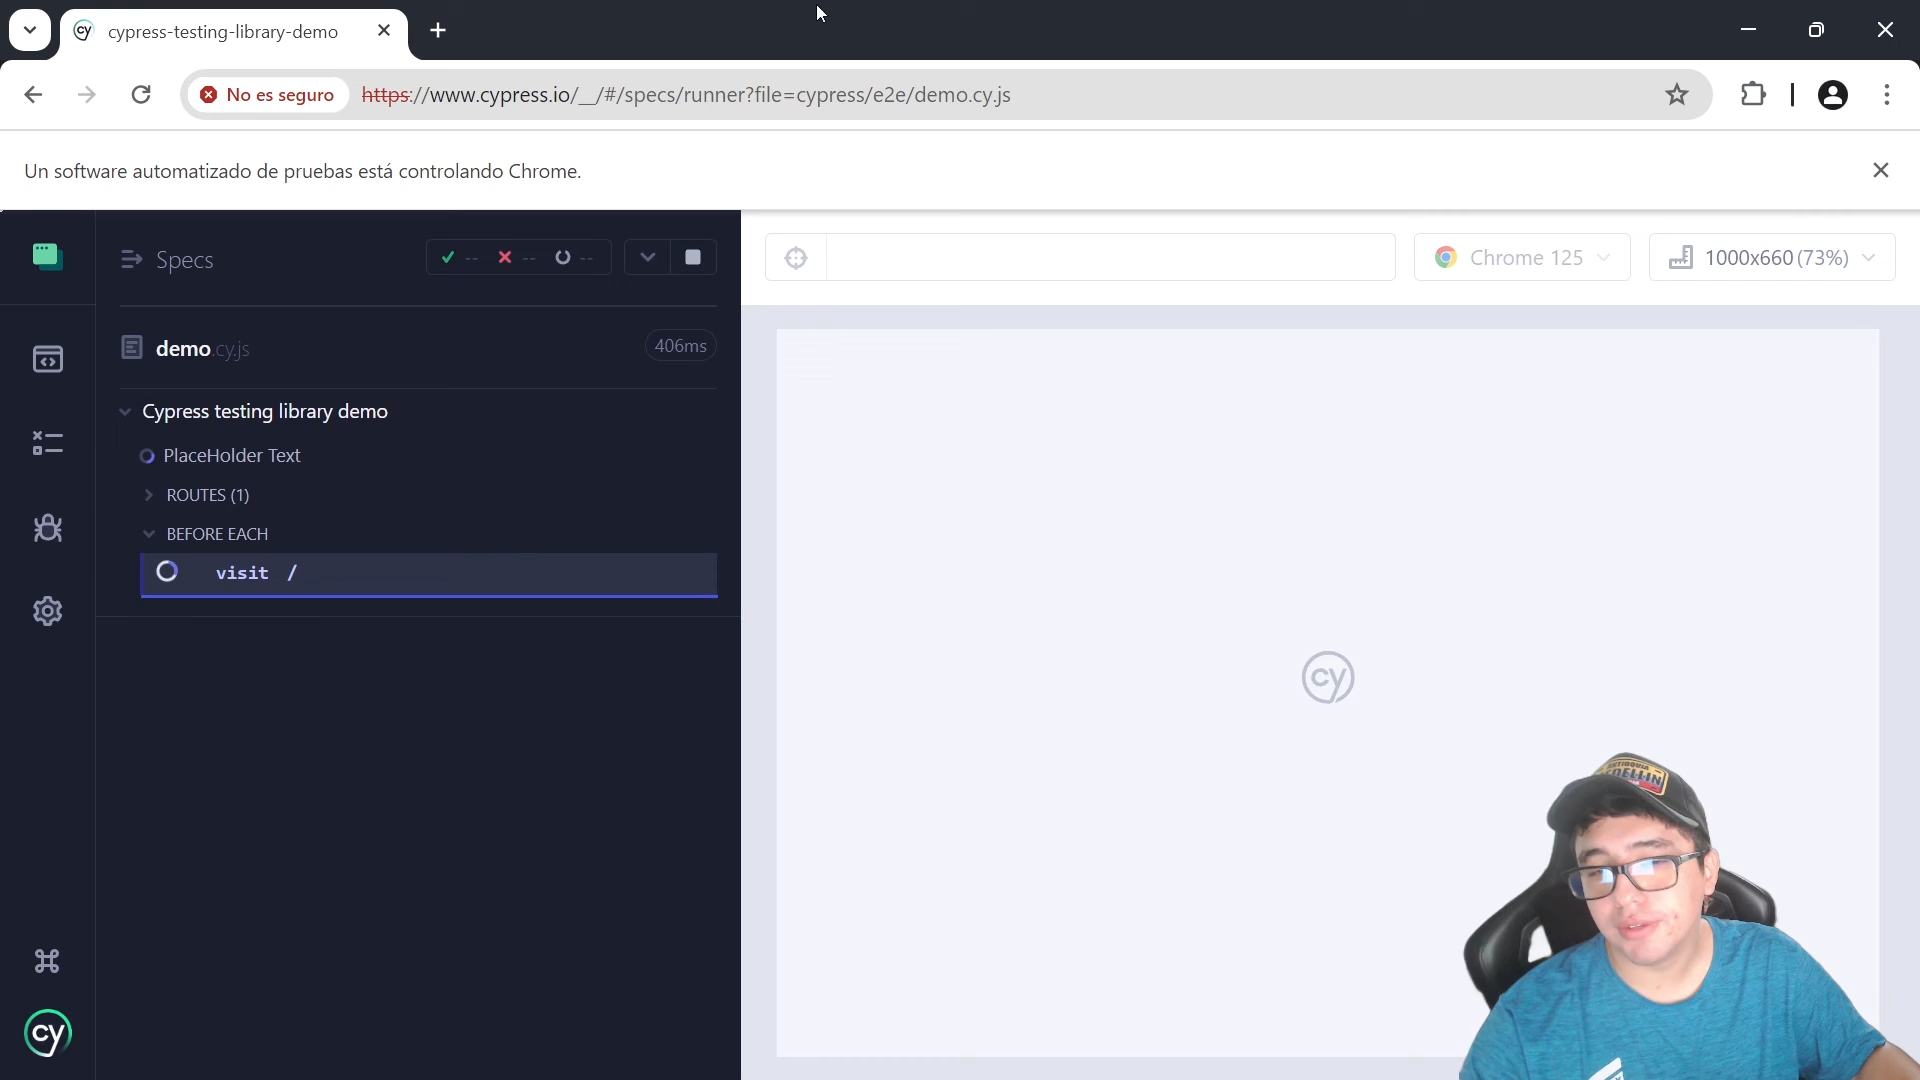 cypress-testing-library-demo
No es seguro
https://www.cypress.io/__/#/specs/runner?file=cypress/e2e/demo.cy.js
Un software automatizado de pruebas está controlando Chrome.
Specs
--
--
--
Chrome 125
1000x660 (73%)
demo.cy.js
406ms
Cypress testing library demo
PlaceHolder Text
ROUTES (1)
BEFORE EACH
visit /
cy
cy
ANTIOQUIA
MEDELLIN